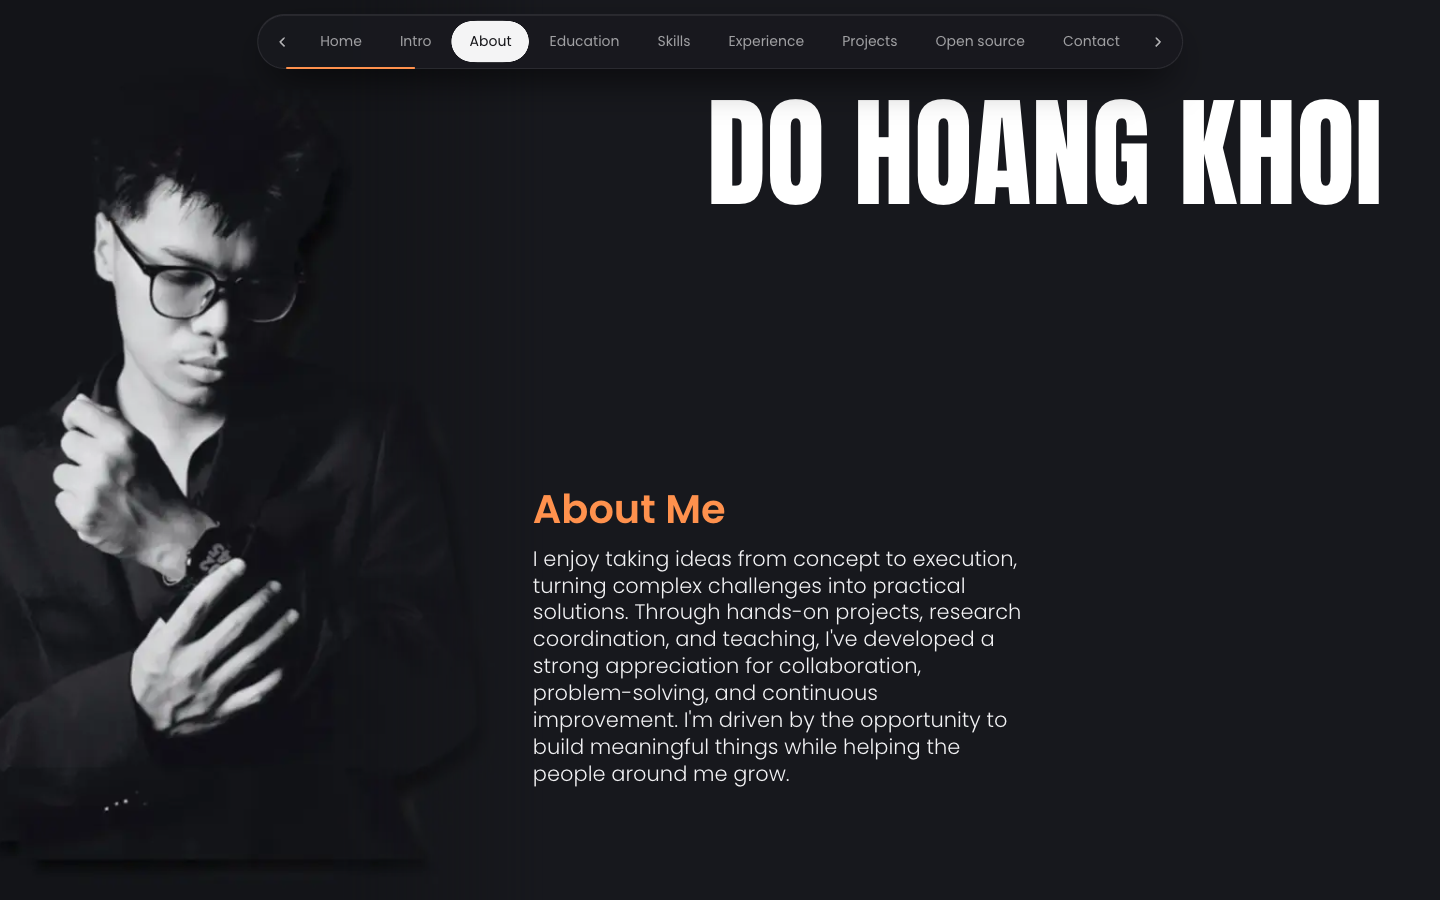 Home Intro About Education Skills Experience Projects Open source Contact
DO HOANG KHOI
About Me
I enjoy taking ideas from concept to execution,
turning complex challenges into practical
solutions. Through hands-on projects, research
coordination, and teaching, I've developed a
strong appreciation for collaboration,
problem-solving, and continuous
improvement. I'm driven by the opportunity to
build meaningful things while helping the
people around me grow.